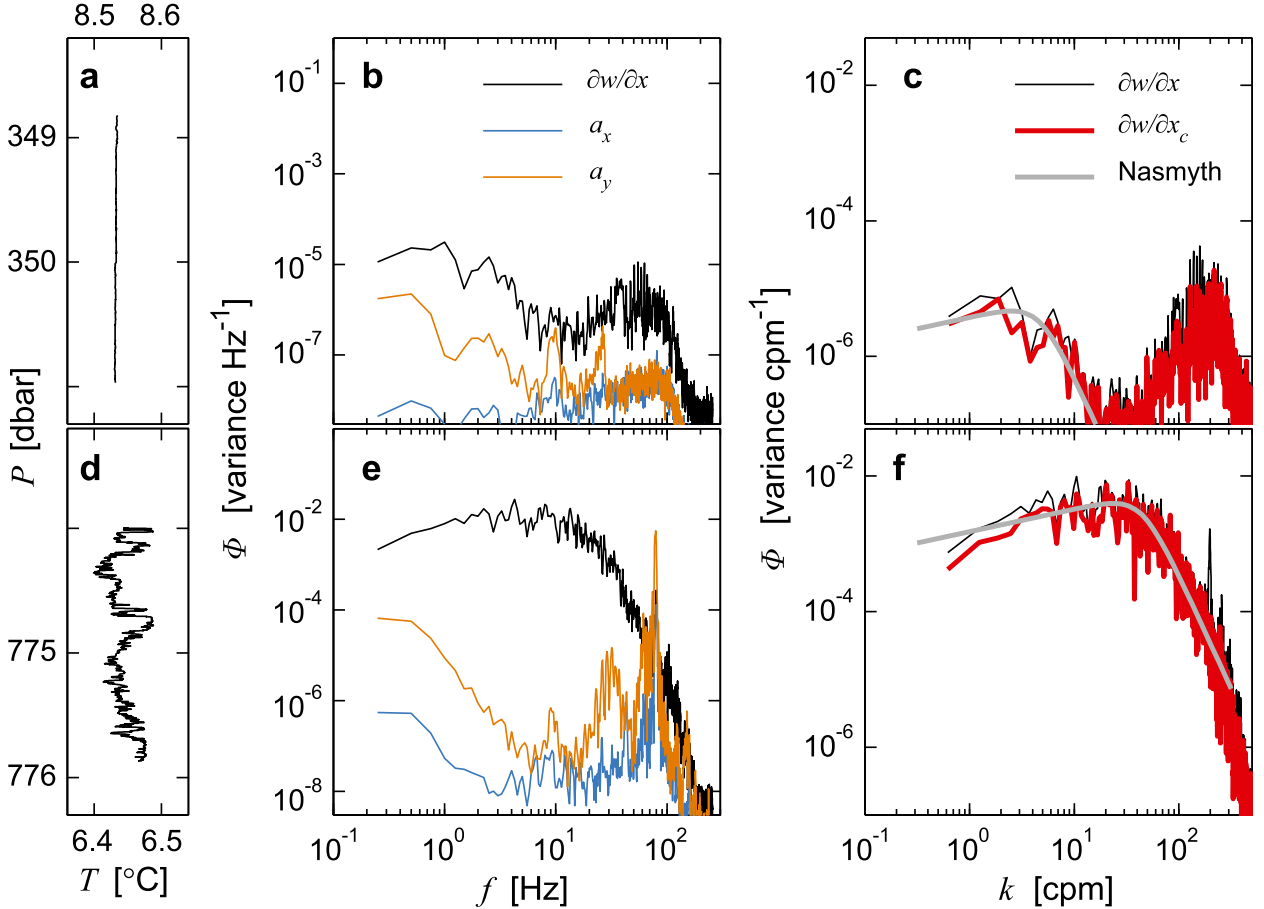 8.5 8.6
a
349
350
P [dbar]
d
775
776
6.4 6.5
T [°C]
b
∂w/∂x
a_x
a_y
10^-1
10^-3
10^-5
10^-7
Φ [variance Hz^-1]
e
10^-2
10^-4
10^-6
10^-8
10^-1 10^0 10^1 10^2
f [Hz]
c
∂w/∂x
∂w/∂x_c
Nasmyth
10^-2
10^-4
10^-6
Φ [variance cpm^-1]
f
10^-2
10^-4
10^-6
10^-1 10^0 10^1 10^2
k [cpm]